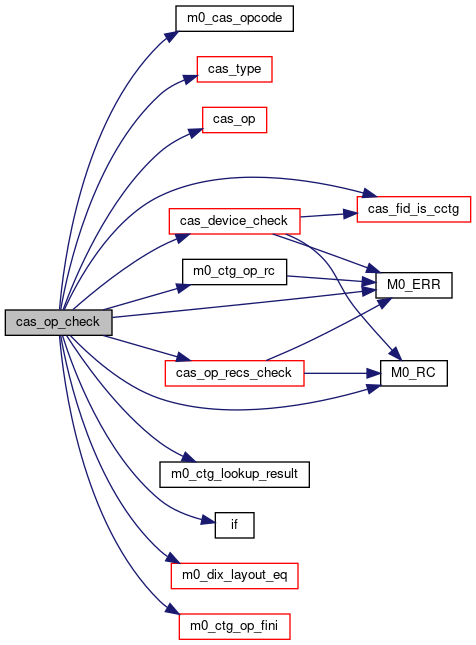 m0_cas_opcode
cas_type
cas_op
cas_fid_is_cctg
cas_device_check
m0_ctg_op_rc
M0_ERR
cas_op_check
cas_op_recs_check
M0_RC
m0_ctg_lookup_result
if
m0_dix_layout_eq
m0_ctg_op_fini